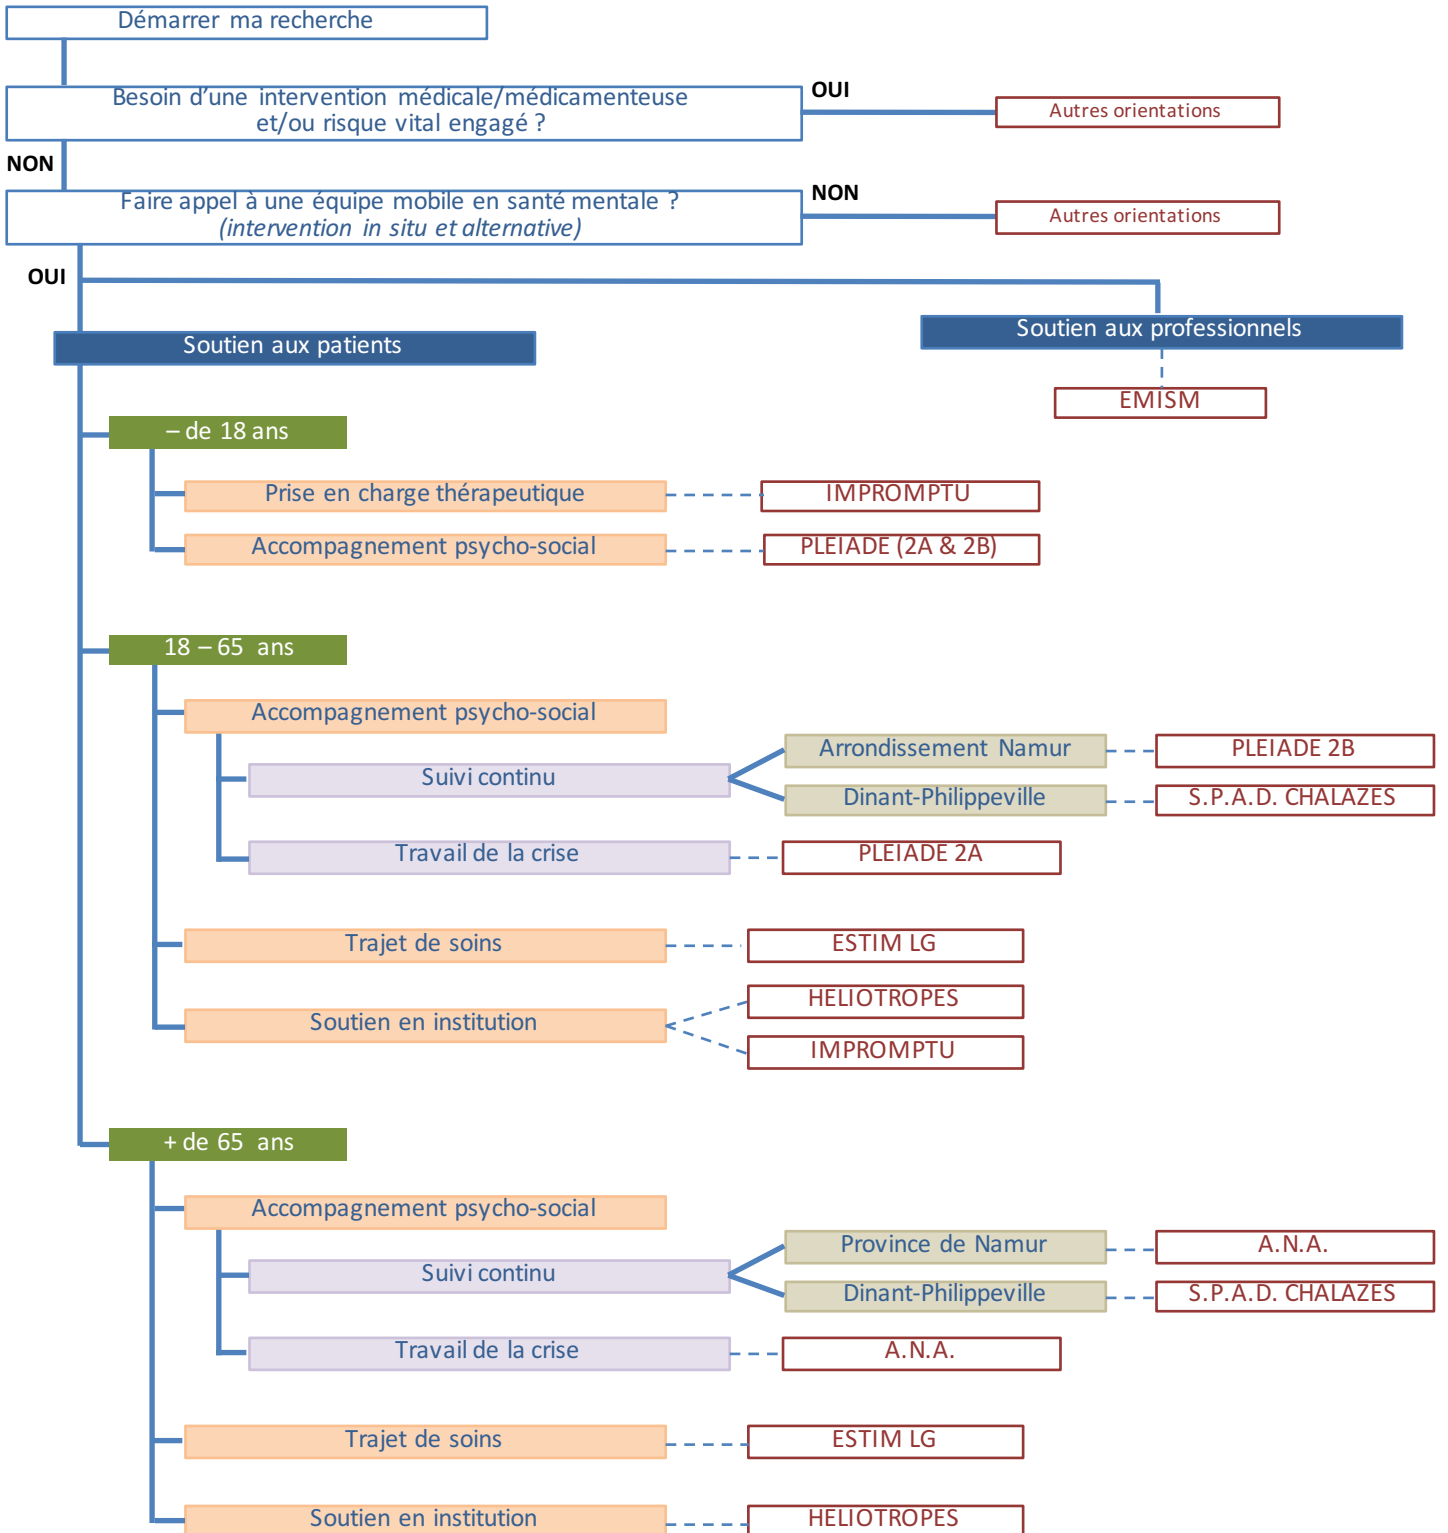 Démarrer ma recherche
Besoin d’une intervention médicale/médicamenteuse
et/ou risque vital engagé ?
OUI
Autres orientations
NON
Faire appel à une équipe mobile en santé mentale ?
(intervention in situ et alternative)
NON
Autres orientations
OUI
Soutien aux patients
Soutien aux professionnels
EMISM
– de 18 ans
Prise en charge thérapeutique
IMPROMPTU
Accompagnement psycho-social
PLEIADE (2A & 2B)
18 – 65 ans
Accompagnement psycho-social
Suivi continu
Arrondissement Namur
PLEIADE 2B
Dinant-Philippeville
S.P.A.D. CHALAZES
Travail de la crise
PLEIADE 2A
Trajet de soins
ESTIM LG
Soutien en institution
HELIOTROPES
IMPROMPTU
+ de 65 ans
Accompagnement psycho-social
Suivi continu
Province de Namur
A.N.A.
Dinant-Philippeville
S.P.A.D. CHALAZES
Travail de la crise
A.N.A.
Trajet de soins
ESTIM LG
Soutien en institution
HELIOTROPES